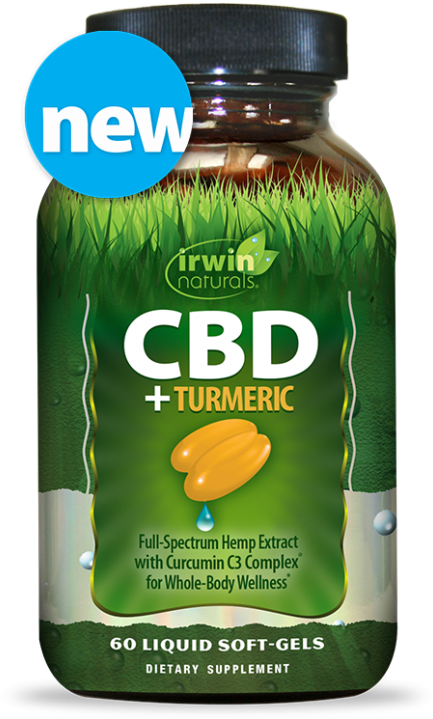 new
irwin
naturals®
CBD
+ TURMERIC
Full-Spectrum Hemp Extract
with Curcumin C3 Complex®
for Whole-Body Wellness*
60 LIQUID SOFT-GELS
DIETARY SUPPLEMENT